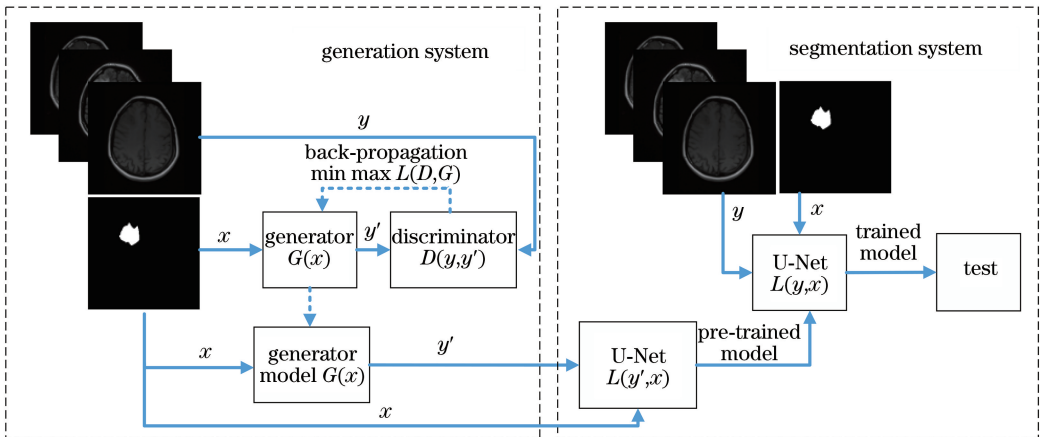 generation system
y
back-propagation
min max L(D,G)
x
generator
G(x)
y′
discriminator
D(y,y′)
x
generator
model G(x)
y′
x
segmentation system
y
x
U-Net
L(y,x)
trained
model
test
U-Net
L(y′,x)
pre-trained
model